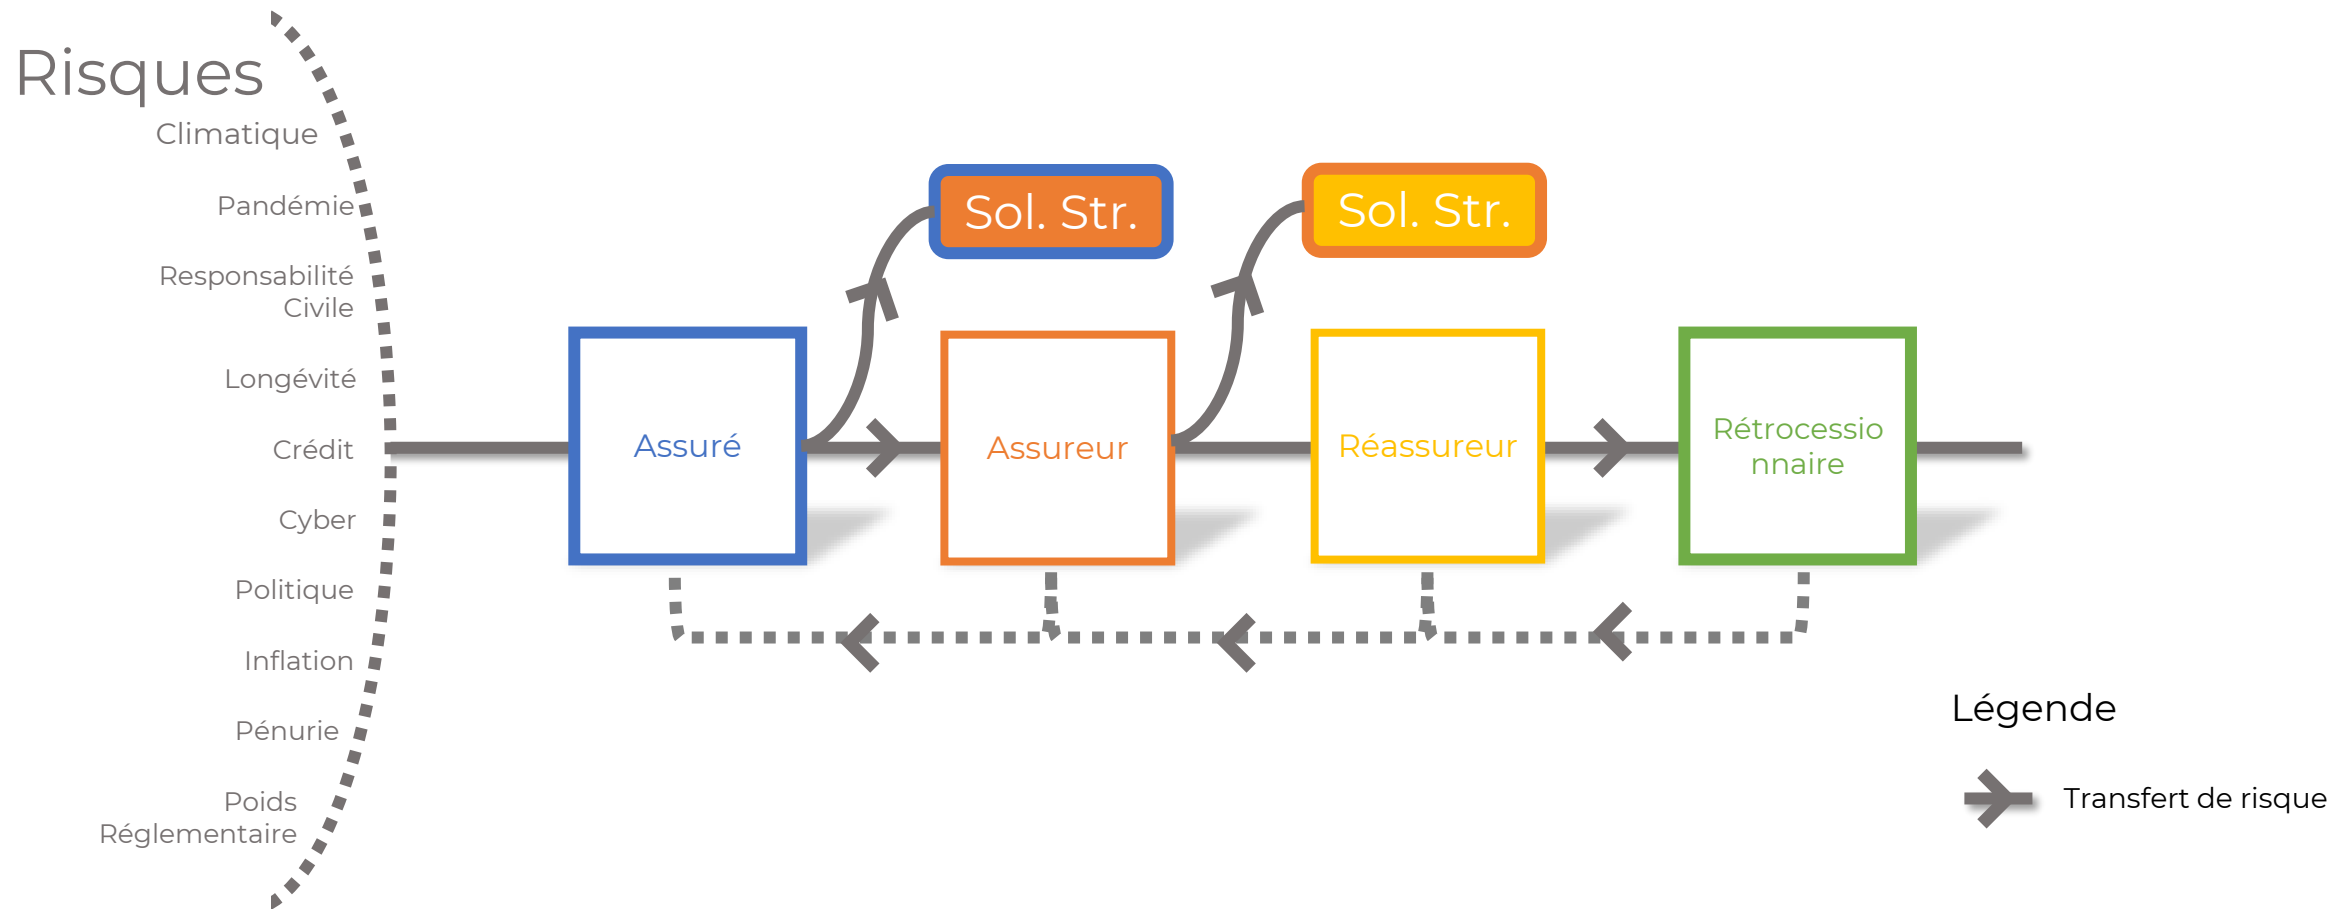 Risques
Climatique
Pandémie
Responsabilité
Civile
Longévité
Crédit
Cyber
Politique
Inflation
Pénurie
Poids
Réglementaire
Sol. Str.
Sol. Str.
Assuré
Assureur
Réassureur
Rétrocessio
nnaire
Légende
Transfert de risque